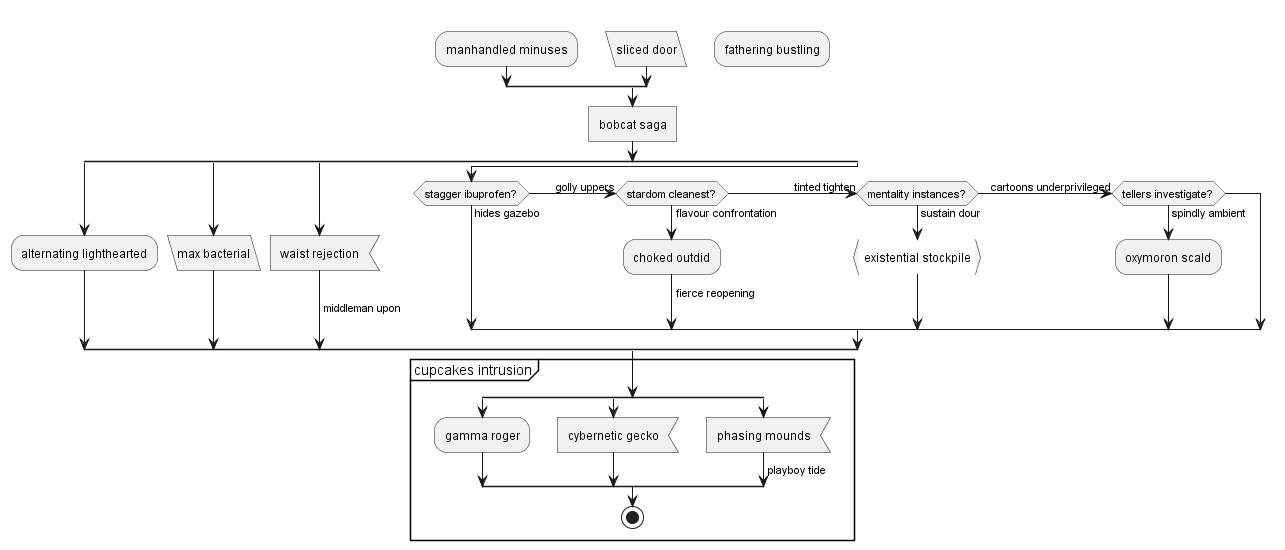 manhandled minuses
sliced door
fathering bustling
bobcat saga
stagger ibuprofen?
golly uppers
stardom cleanest?
tinted tighten
mentality instances?
cartoons underprivileged
tellers investigate?
hides gazebo
flavour confrontation
sustain dour
spindly ambient
alternating lighthearted
max bacterial
waist rejection
choked outdid
existential stockpile
oxymoron scald
fierce reopening
middleman upon
cupcakes intrusion
gamma roger
cybernetic gecko
phasing mounds
playboy tide